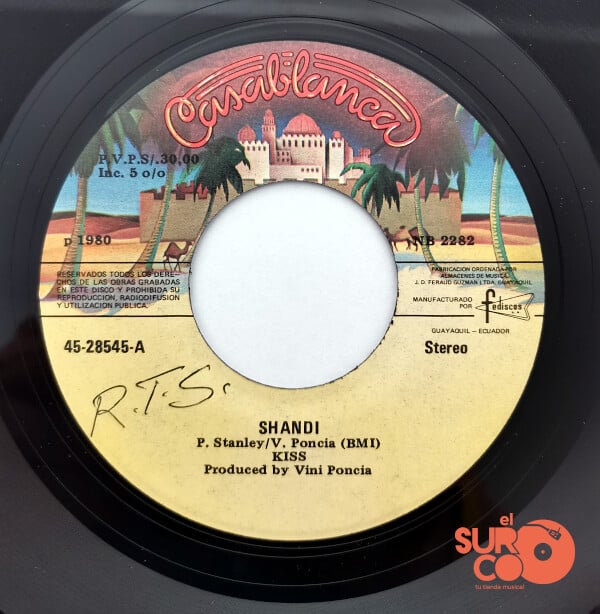 Casablanca
P.V.P.S/.30.00
Inc. 5 o/o
p 1980
NB 2282
RESERVADOS TODOS LOS DERE-
CHOS DE LAS OBRAS GRABADAS
EN ESTE DISCO Y PROHIBIDA SU
REPRODUCCION, RADIODIFUSION
Y UTILIZACION PUBLICA.
FABRICACION ORDENADA POR
ALMACENES DE MUSICA,
J. D. FERAUD GUZMAN LTDA. GUAYAQUIL
MANUFACTURADO
POR
fediscos
GUAYAQUIL - ECUADOR
45-28545-A
Stereo
R.T.S.
SHANDI
P. Stanley/V. Poncia (BMI)
KISS
Produced by Vini Poncia
el
SURCO
tu tienda musical